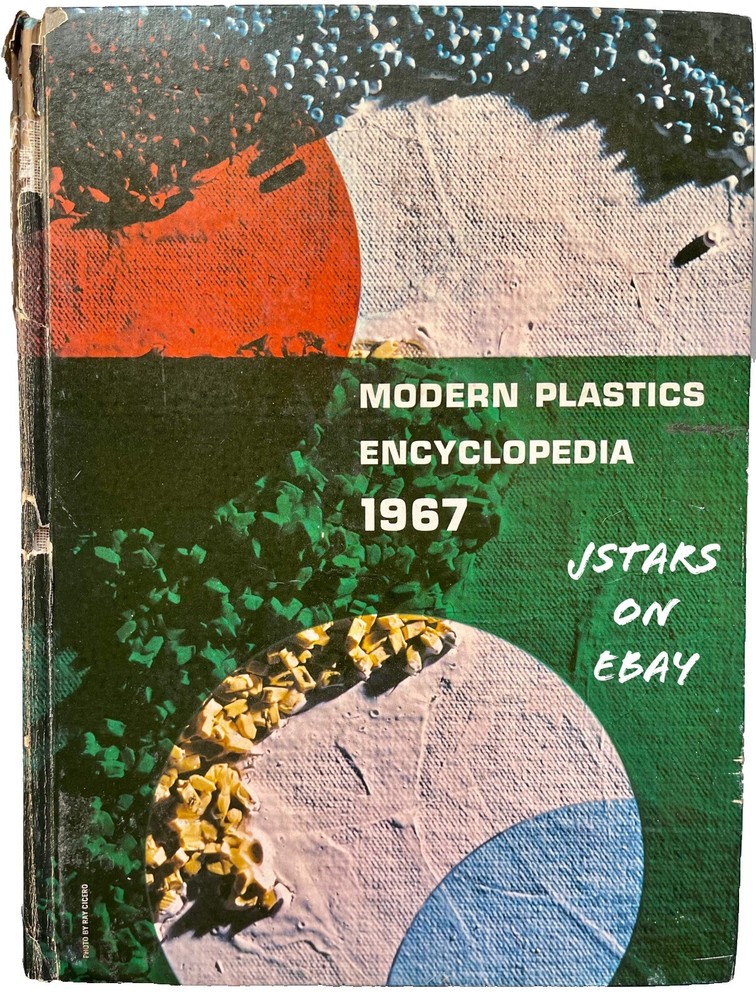 MODERN PLASTICS
ENCYCLOPEDIA
1967
JSTARS
ON
EBAY
PHOTO BY RAY CICERO